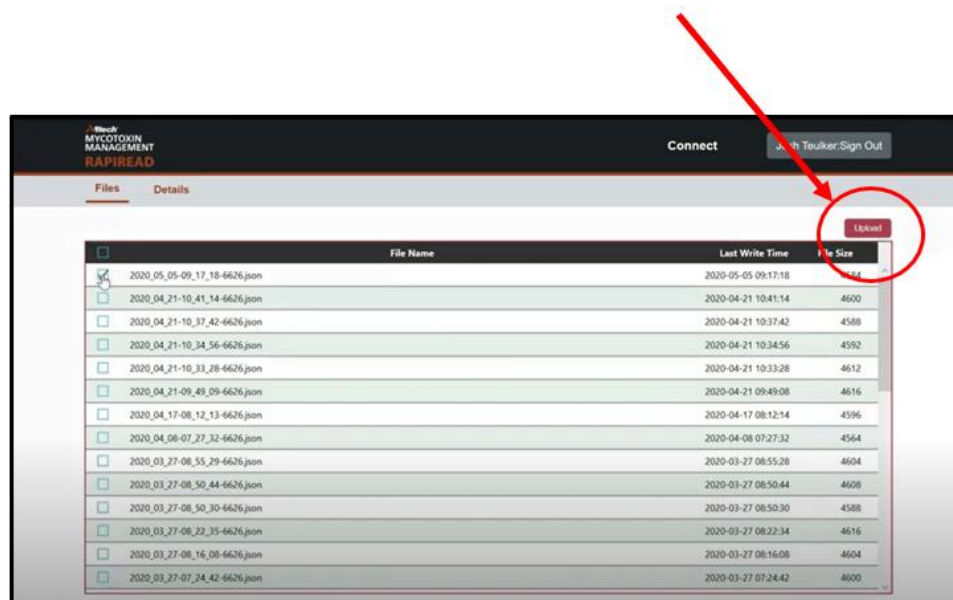 Alltech
MYCOTOXIN
MANAGEMENT
RAPIREAD
Connect
Teulker:Sign Out
Files Details
Upload
File Name Last Write Time File Size
2020_05_05-09_17_18-6626.json 2020-05-05 09:17:18 4584
2020_04_21-10_41_14-6626.json 2020-04-21 10:41:14 4600
2020_04_21-10_37_42-6626.json 2020-04-21 10:37:42 4588
2020_04_21-10_34_56-6626.json 2020-04-21 10:34:56 4592
2020_04_21-10_33_28-6626.json 2020-04-21 10:33:28 4612
2020_04_21-09_49_09-6626.json 2020-04-21 09:49:08 4616
2020_04_17-08_12_13-6626.json 2020-04-17 08:12:14 4596
2020_04_08-07_27_32-6626.json 2020-04-08 07:27:32 4564
2020_03_27-08_55_29-6626.json 2020-03-27 08:55:28 4604
2020_03_27-08_50_44-6626.json 2020-03-27 08:50:44 4608
2020_03_27-08_50_30-6626.json 2020-03-27 08:50:30 4588
2020_03_27-08_22_35-6626.json 2020-03-27 08:22:34 4616
2020_03_27-08_16_08-6626.json 2020-03-27 08:16:08 4604
2020_03_27-07_24_42-6626.json 2020-03-27 07:24:42 4600